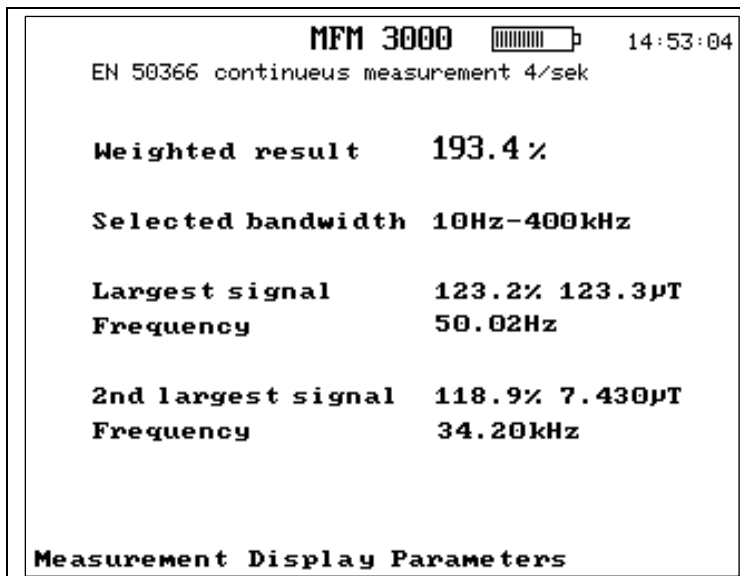 MFM 3000 14:53:04
EN 50366 continueus measurement 4/sek
Weighted result 193.4%
Selected bandwidth 10Hz-400kHz
Largest signal 123.2% 123.3µT
Frequency 50.02Hz
2nd largest signal 118.9% 7.430µT
Frequency 34.20kHz
Measurement Display Parameters